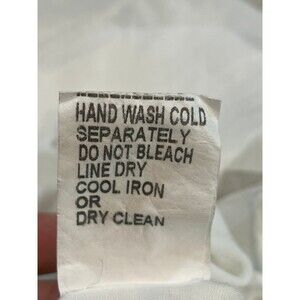 HAND WASH COLD
SEPARATELY
DO NOT BLEACH
LINE DRY
COOL IRON
OR
DRY CLEAN